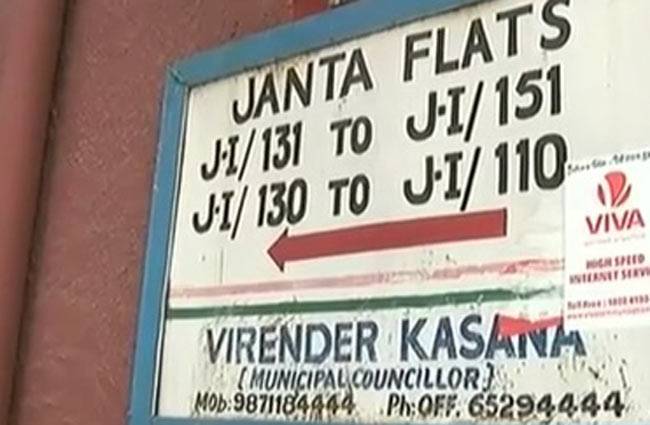 JANTA FLATS
J-I/131 TO J-I/151
J-I/130 TO J-I/110
VIRENDER KASANA
[MUNICIPAL COUNCILLOR]
Mob: 9871184444 Ph: OFF. 65294444
VIVA
HIGH SPEED
INTERNET SERVI